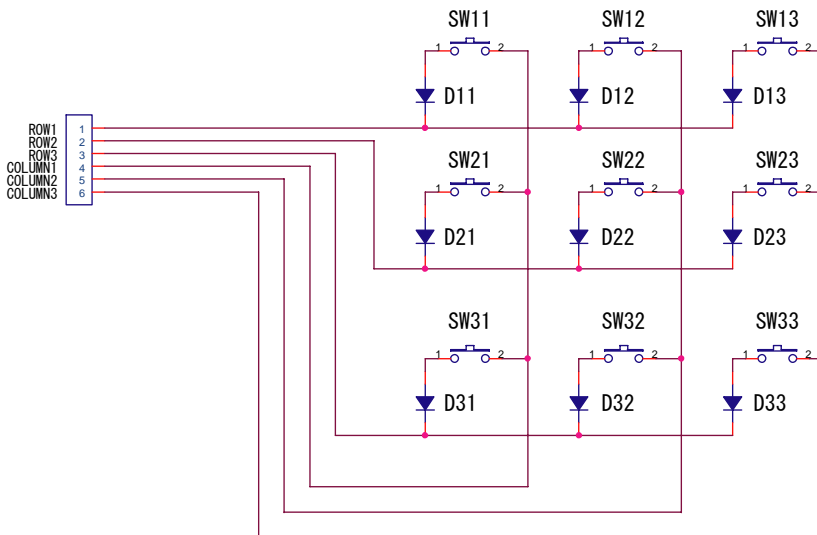 SW11 SW12 SW13
1 2 1 2 1 2
D11 D12 D13
ROW1 1
ROW2 2
ROW3 3
COLUMN1 4
COLUMN2 5
COLUMN3 6
SW21 SW22 SW23
1 2 1 2 1 2
D21 D22 D23
SW31 SW32 SW33
1 2 1 2 1 2
D31 D32 D33